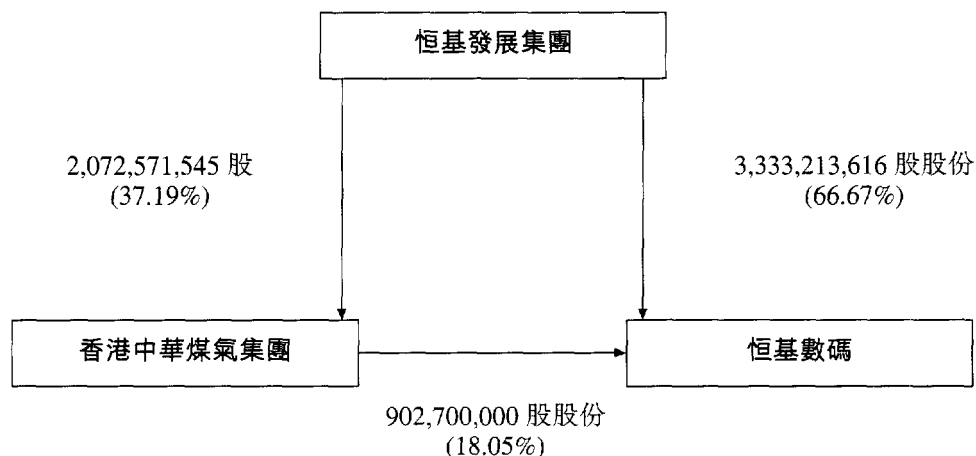 恒基發展集團
2,072,571,545 股
(37.19%)
3,333,213,616 股股份
(66.67%)
香港中華煤氣集團
恒基數碼
902,700,000 股股份
(18.05%)